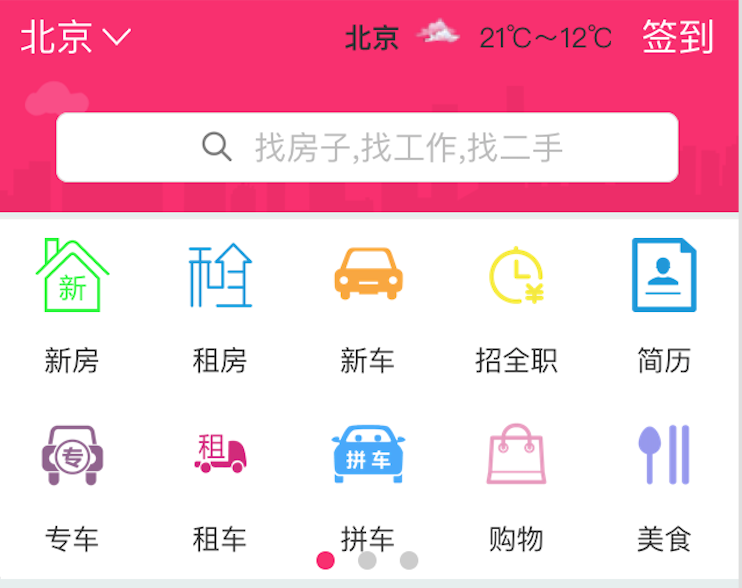 北京 北京 21℃～12℃ 签到
找房子,找工作,找二手
新 租 ¥
新房 租房 新车 招全职 简历
专 租 拼车
专车 租车 拼车 购物 美食